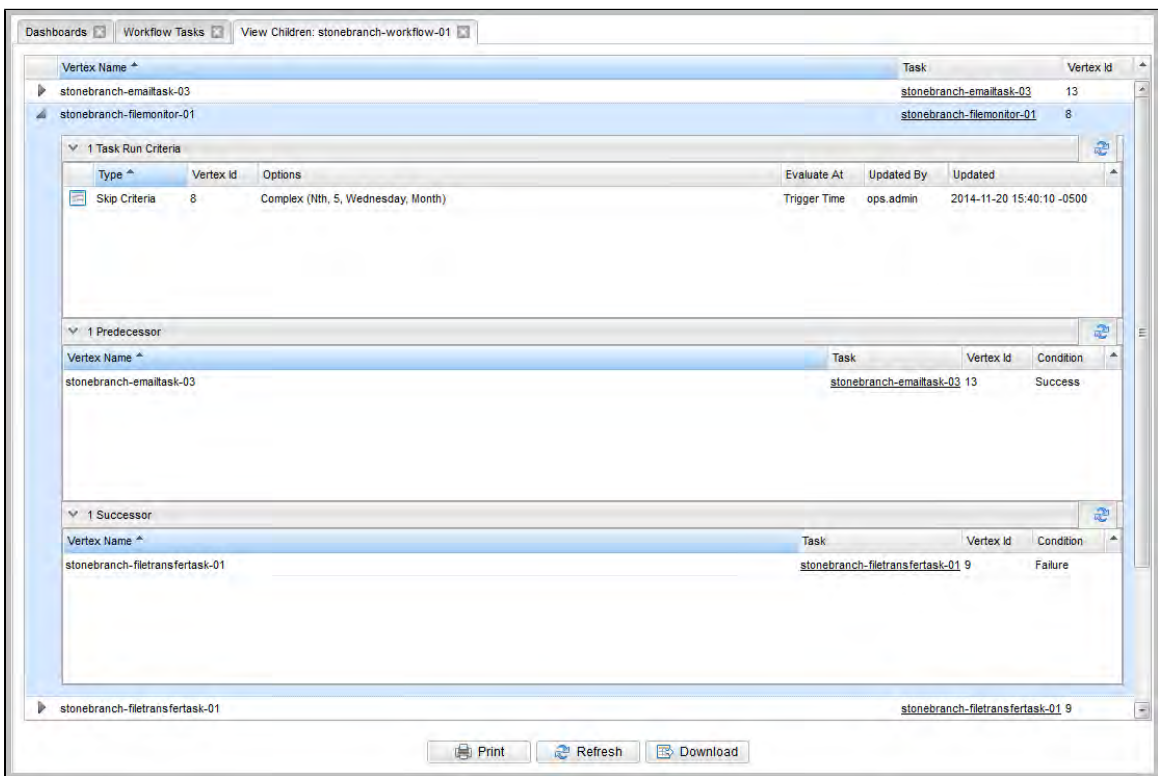 Dashboards Workflow Tasks View Children: stonebranch-workflow-01
Vertex Name Task Vertex Id
stonebranch-emailtask-03 stonebranch-emailtask-03 13
stonebranch-filemonitor-01 stonebranch-filemonitor-01 8
1 Task Run Criteria
Type Vertex Id Options Evaluate At Updated By Updated
Skip Criteria 8 Complex (Nth, 5, Wednesday, Month) Trigger Time ops.admin 2014-11-20 15:40:10 -0500
1 Predecessor
Vertex Name Task Vertex Id Condition
stonebranch-emailtask-03 stonebranch-emailtask-03 13 Success
1 Successor
Vertex Name Task Vertex Id Condition
stonebranch-filetransfertask-01 stonebranch-filetransfertask-01 9 Failure
stonebranch-filetransfertask-01 stonebranch-filetransfertask-01 9
Print Refresh Download